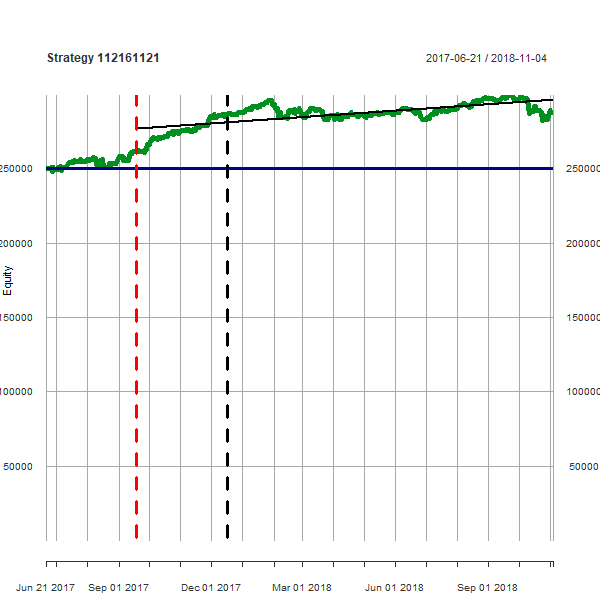 Strategy 112161121
2017-06-21 / 2018-11-04
250000
250000
200000
200000
Equity
150000
150000
100000
100000
50000
50000
Jun 21 2017
Sep 01 2017
Dec 01 2017
Mar 01 2018
Jun 01 2018
Sep 01 2018